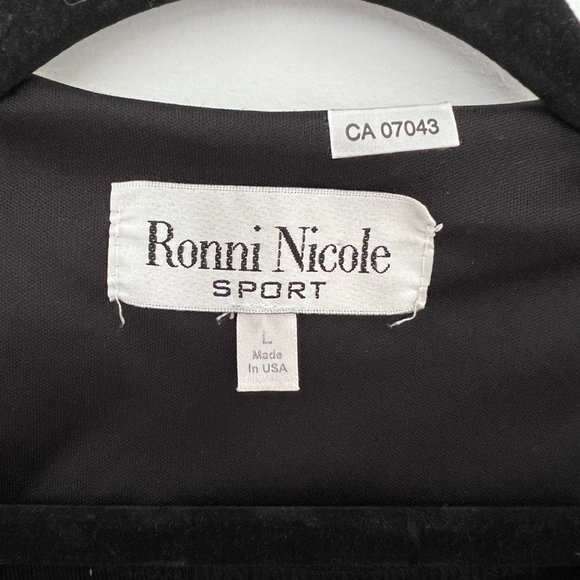 CA 07043
Ronni Nicole
SPORT
L
Made
In USA